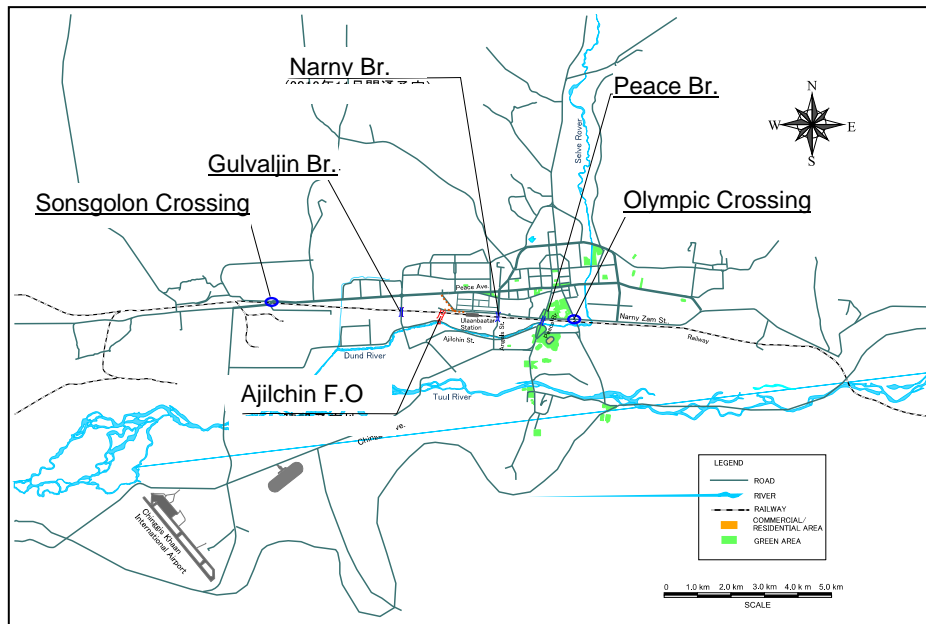 Narny Br.
Peace Br.
Gulvaljin Br.
Sonsgolon Crossing
Olympic Crossing
Ajilchin F.O
N
W
E
S
Selve Rover
Peace Ave.
Ulaanbaatar
Station
Ajilchin St.
Narny Zam St.
Railway
Dund River
Tuul River
Chinggis Khaan
International Airport
LEGEND
ROAD
RIVER
RAILWAY
COMMERCIAL/
RESIDENTIAL AREA
GREEN AREA
0
1.0 km
2.0 km
3.0 km
4.0 km
5.0 km
SCALE